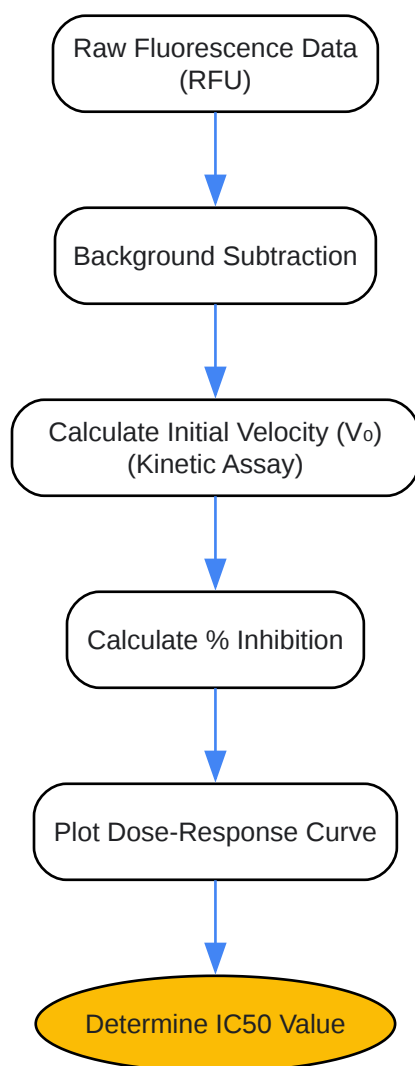 Raw Fluorescence Data
(RFU)
Background Subtraction
Calculate Initial Velocity (V₀)
(Kinetic Assay)
Calculate % Inhibition
Plot Dose-Response Curve
Determine IC50 Value